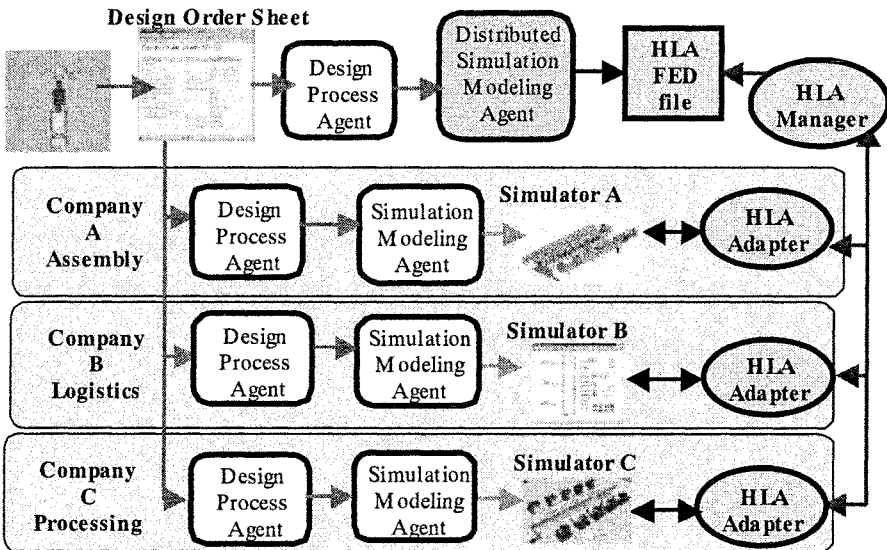 Design Order Sheet
Design
Process
Agent
Distributed
Simulation
Modeling
Agent
HLA
FED
file
HLA
Manager
Company
A
Assembly
Design
Process
Agent
Simulation
Modeling
Agent
Simulator A
HLA
Adapter
Company
B
Logistics
Design
Process
Agent
Simulation
Modeling
Agent
Simulator B
HLA
Adapter
Company
C
Processing
Design
Process
Agent
Simulation
Modeling
Agent
Simulator C
HLA
Adapter